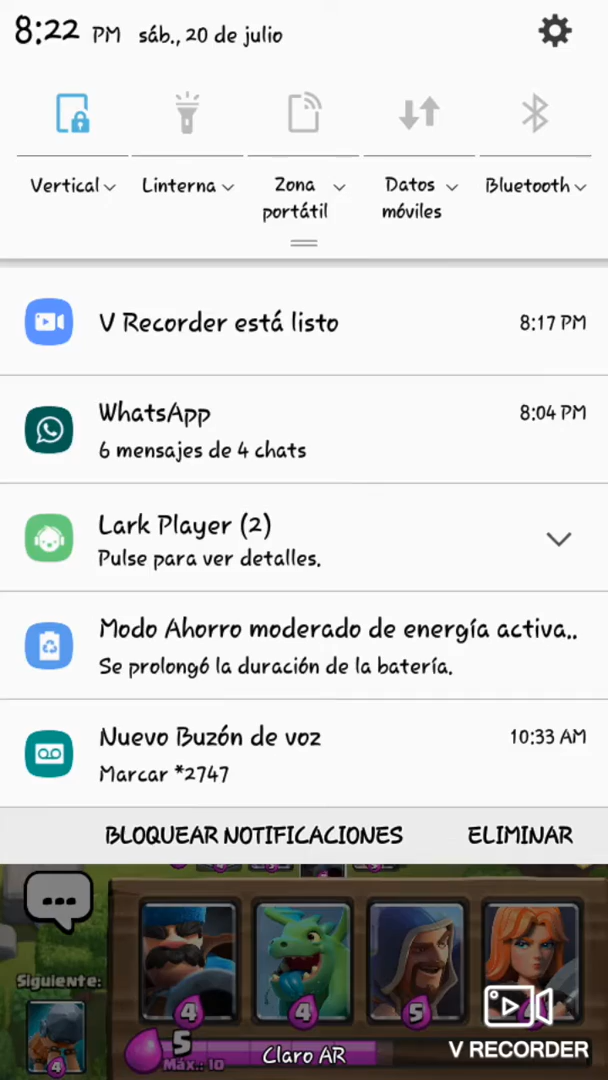 8:22 PM sáb., 20 de julio
Vertical
Linterna
Zona
portátil
Datos
móviles
Bluetooth
V Recorder está listo 8:17 PM
WhatsApp 8:04 PM
6 mensajes de 4 chats
Lark Player (2)
Pulse para ver detalles.
Modo Ahorro moderado de energía activa..
Se prolongó la duración de la batería.
Nuevo Buzón de voz 10:33 AM
Marcar *2747
BLOQUEAR NOTIFICACIONES ELIMINAR
Siguiente:
4
4
4
5
5
Máx.: 10
Claro AR
V RECORDER